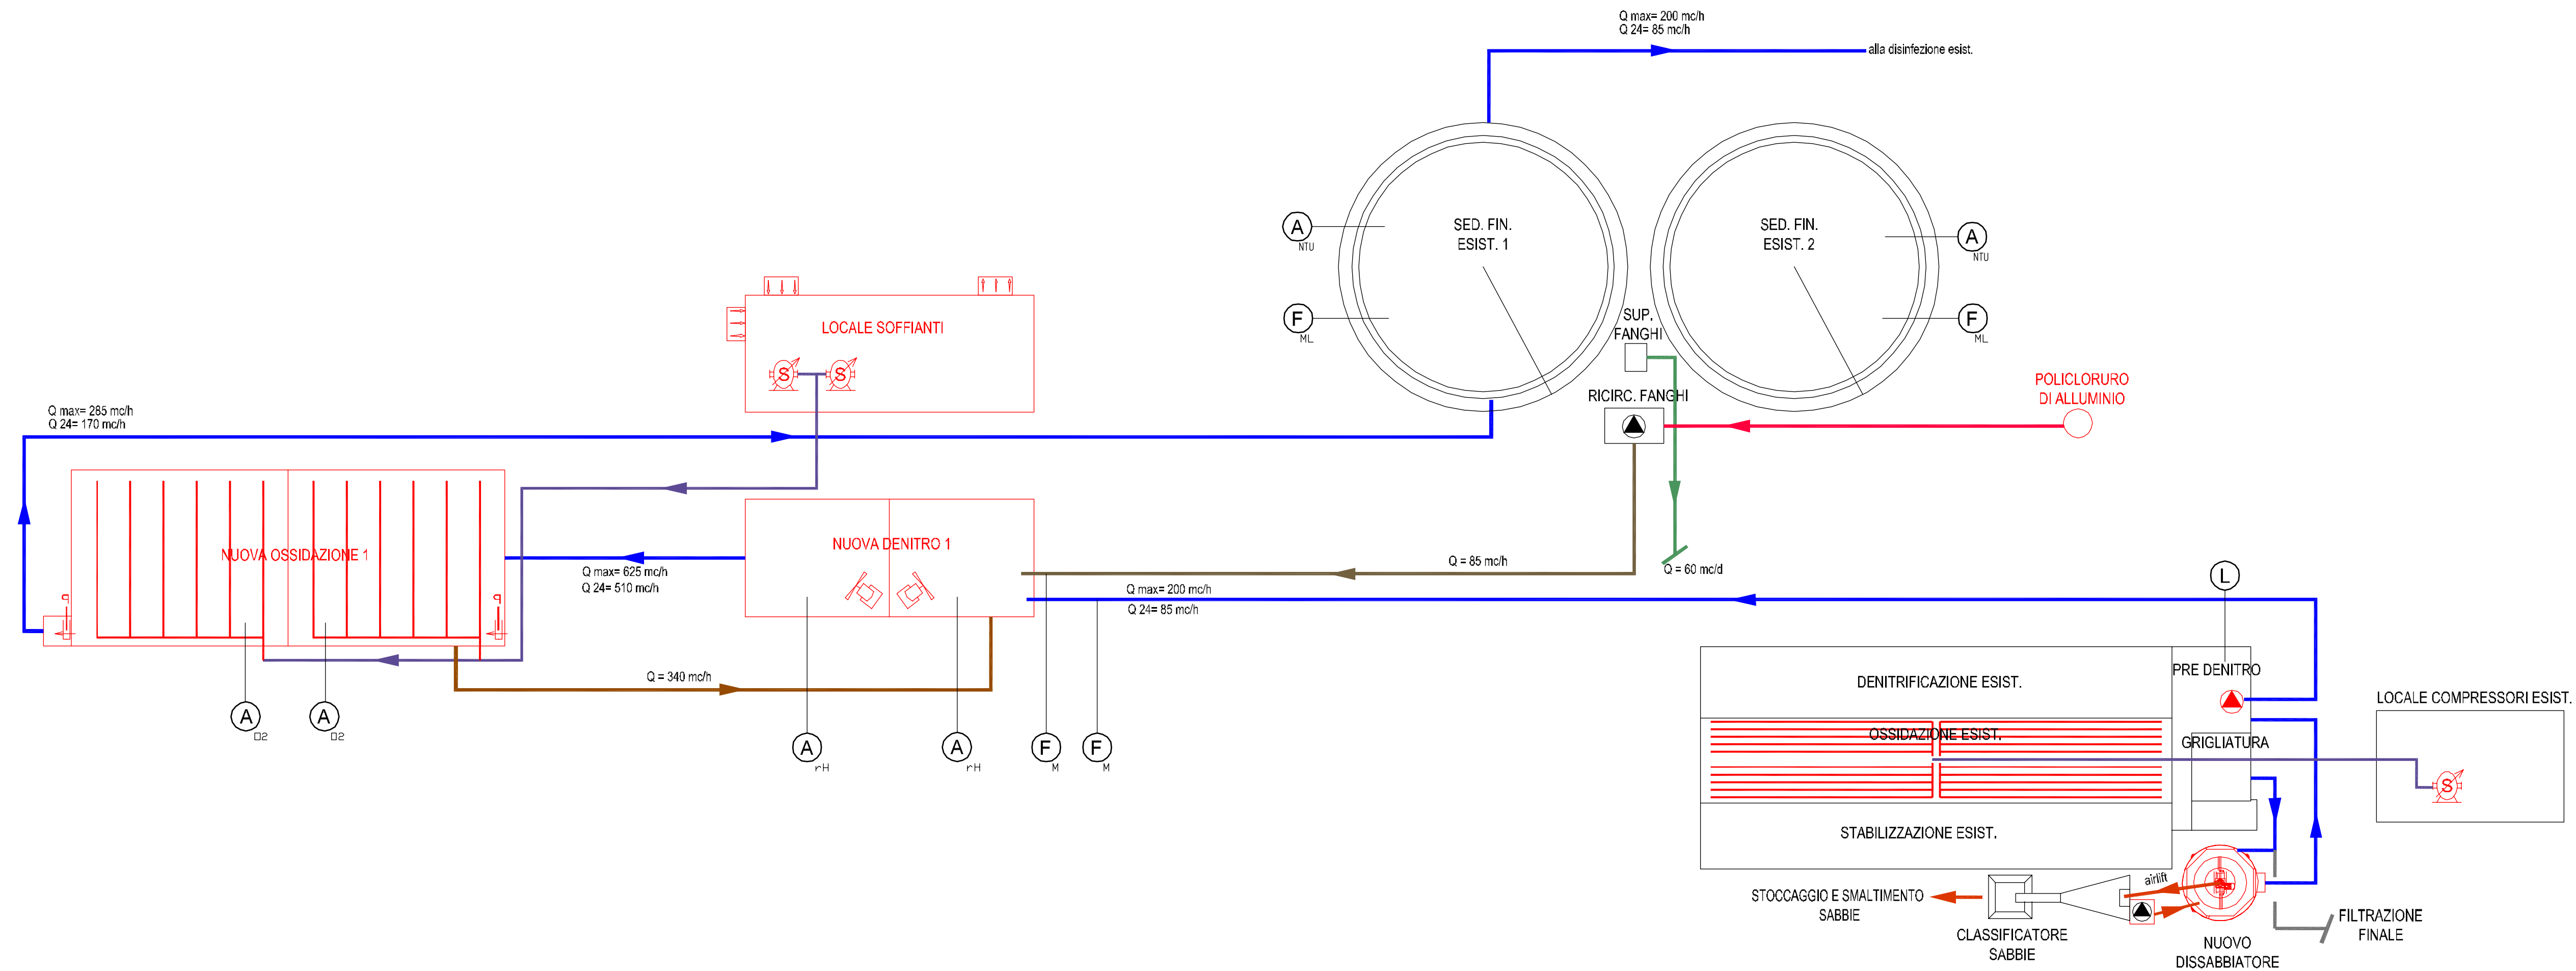 Q max= 200 mc/h
Q 24= 85 mc/h
alla disinfezione esist.
SED. FIN.
ESIST. 1
SED. FIN.
ESIST. 2
A
NTU
A
NTU
F
ML
F
ML
SUP.
FANGHI
RICIRC. FANGHI
POLICLORURO
DI ALLUMINIO
LOCALE SOFFIANTI
S
S
Q max= 285 mc/h
Q 24= 170 mc/h
NUOVA OSSIDAZIONE 1
NUOVA DENITRO 1
Q max= 625 mc/h
Q 24= 510 mc/h
Q = 85 mc/h
Q = 60 mc/d
Q max= 200 mc/h
Q 24= 85 mc/h
Q = 340 mc/h
A
O2
A
O2
A
rH
A
rH
F
M
F
M
L
PRE DENITRO
DENITRIFICAZIONE ESIST.
OSSIDAZIONE ESIST.
GRIGLIATURA
STABILIZZAZIONE ESIST.
LOCALE COMPRESSORI ESIST.
S
airlift
STOCCAGGIO E SMALTIMENTO
SABBIE
CLASSIFICATORE
SABBIE
NUOVO
DISSABBIATORE
FILTRAZIONE
FINALE